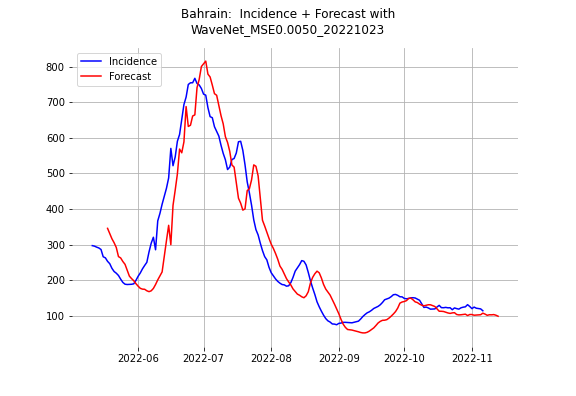 Bahrain:  Incidence + Forecast with
WaveNet_MSE0.0050_20221023
Incidence
Forecast
800
700
600
500
400
300
200
100
2022-06 2022-07 2022-08 2022-09 2022-10 2022-11